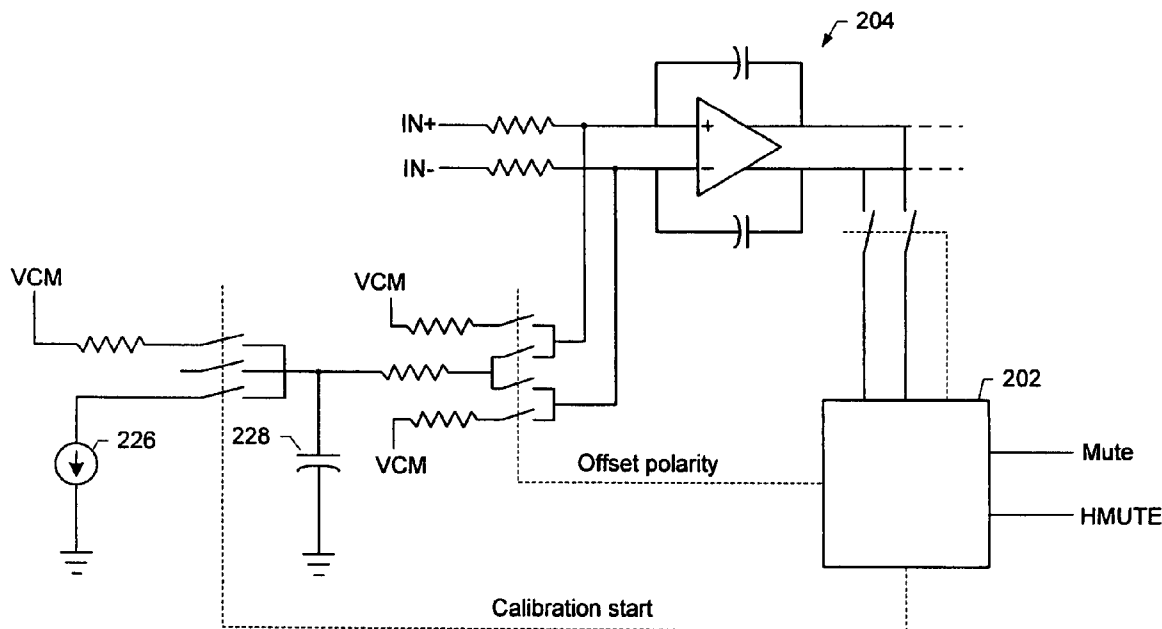 204
IN+
IN-
+
−
VCM
VCM
202
226
228
VCM
Mute
Offset polarity
HMUTE
Calibration start